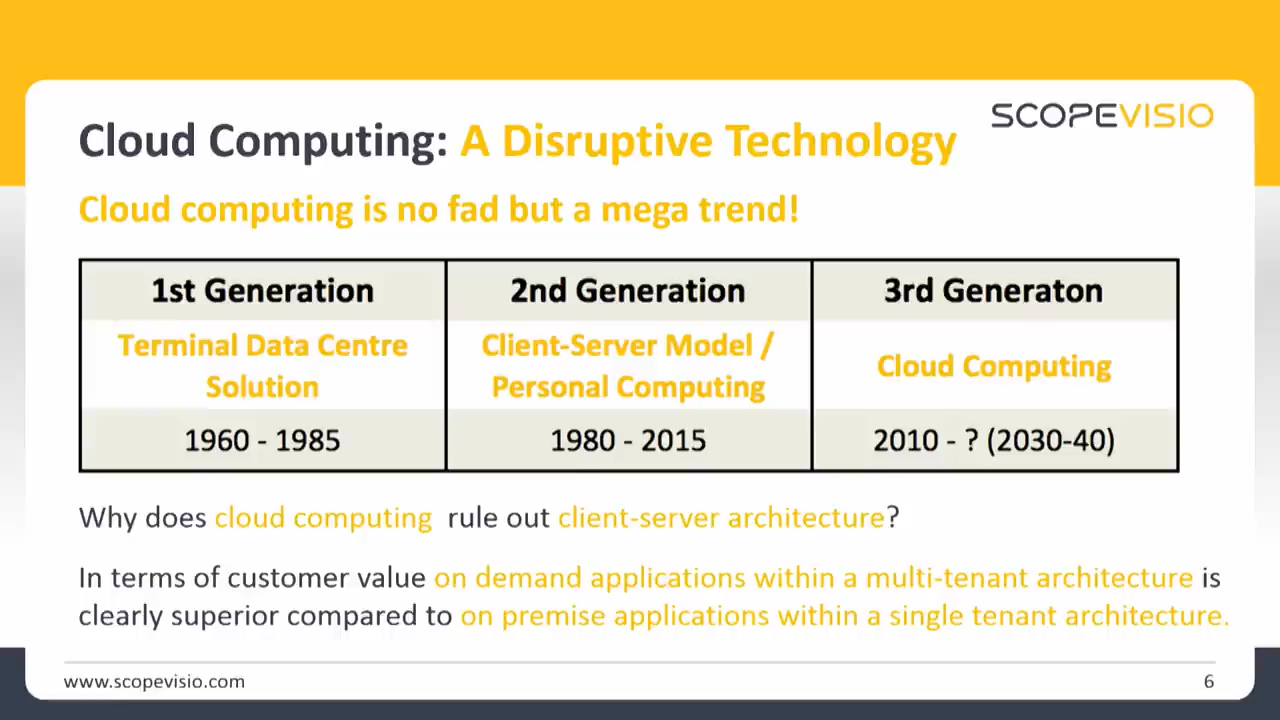 SCOPEVISIO
Cloud Computing: A Disruptive Technology
Cloud computing is no fad but a mega trend!
1st Generation
2nd Generation
3rd Generaton
Terminal Data Centre
Solution
Client-Server Model /
Personal Computing
Cloud Computing
1960 - 1985
1980 - 2015
2010 - ? (2030-40)
Why does cloud computing rule out client-server architecture?
In terms of customer value on demand applications within a multi-tenant architecture is
clearly superior compared to on premise applications within a single tenant architecture.
www.scopevisio.com
6